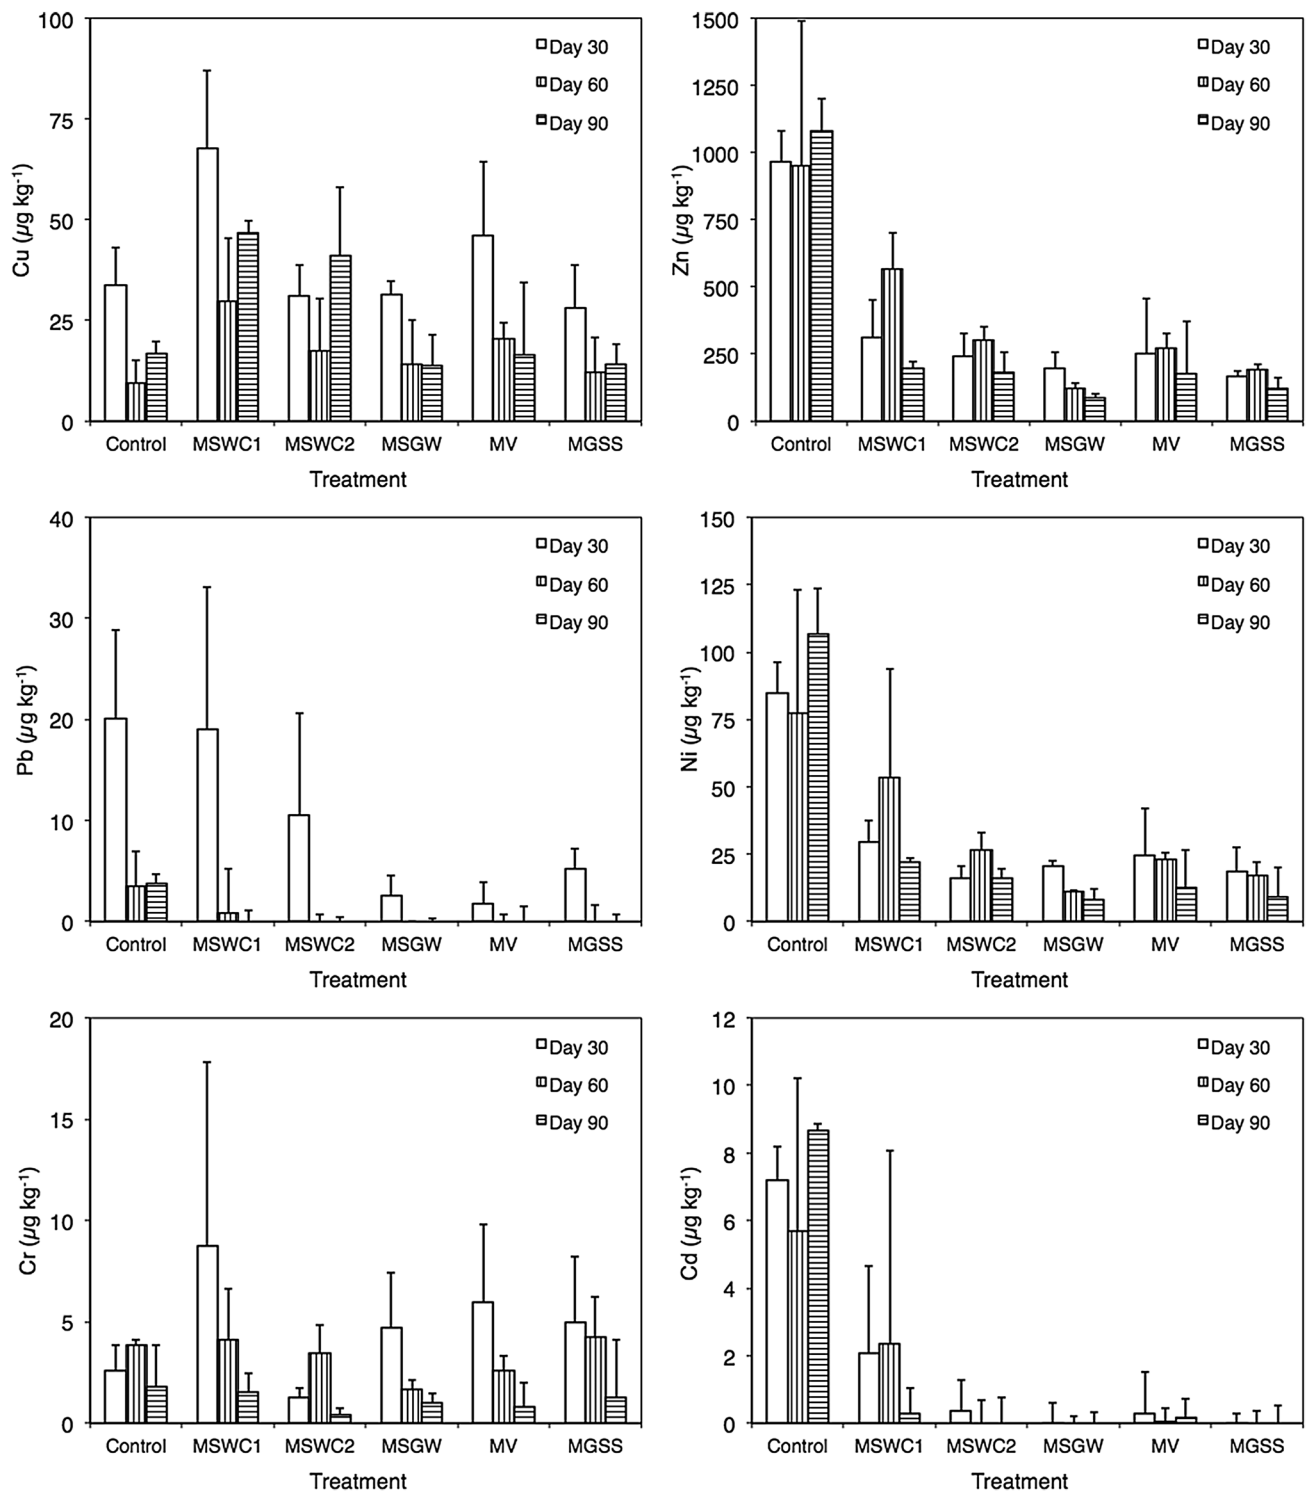 100
75
50
25
0
Cu (µg kg-1)
Day 30
Day 60
Day 90
Control MSWC1 MSWC2 MSGW MV MGSS
Treatment
1500
1250
1000
750
500
250
0
Zn (µg kg-1)
Day 30
Day 60
Day 90
Control MSWC1 MSWC2 MSGW MV MGSS
Treatment
40
30
20
10
0
Pb (µg kg-1)
Day 30
Day 60
Day 90
Control MSWC1 MSWC2 MSGW MV MGSS
Treatment
150
125
100
75
50
25
0
Ni (µg kg-1)
Day 30
Day 60
Day 90
Control MSWC1 MSWC2 MSGW MV MGSS
Treatment
20
15
10
5
0
Cr (µg kg-1)
Day 30
Day 60
Day 90
Control MSWC1 MSWC2 MSGW MV MGSS
Treatment
12
10
8
6
4
2
0
Cd (µg kg-1)
Day 30
Day 60
Day 90
Control MSWC1 MSWC2 MSGW MV MGSS
Treatment